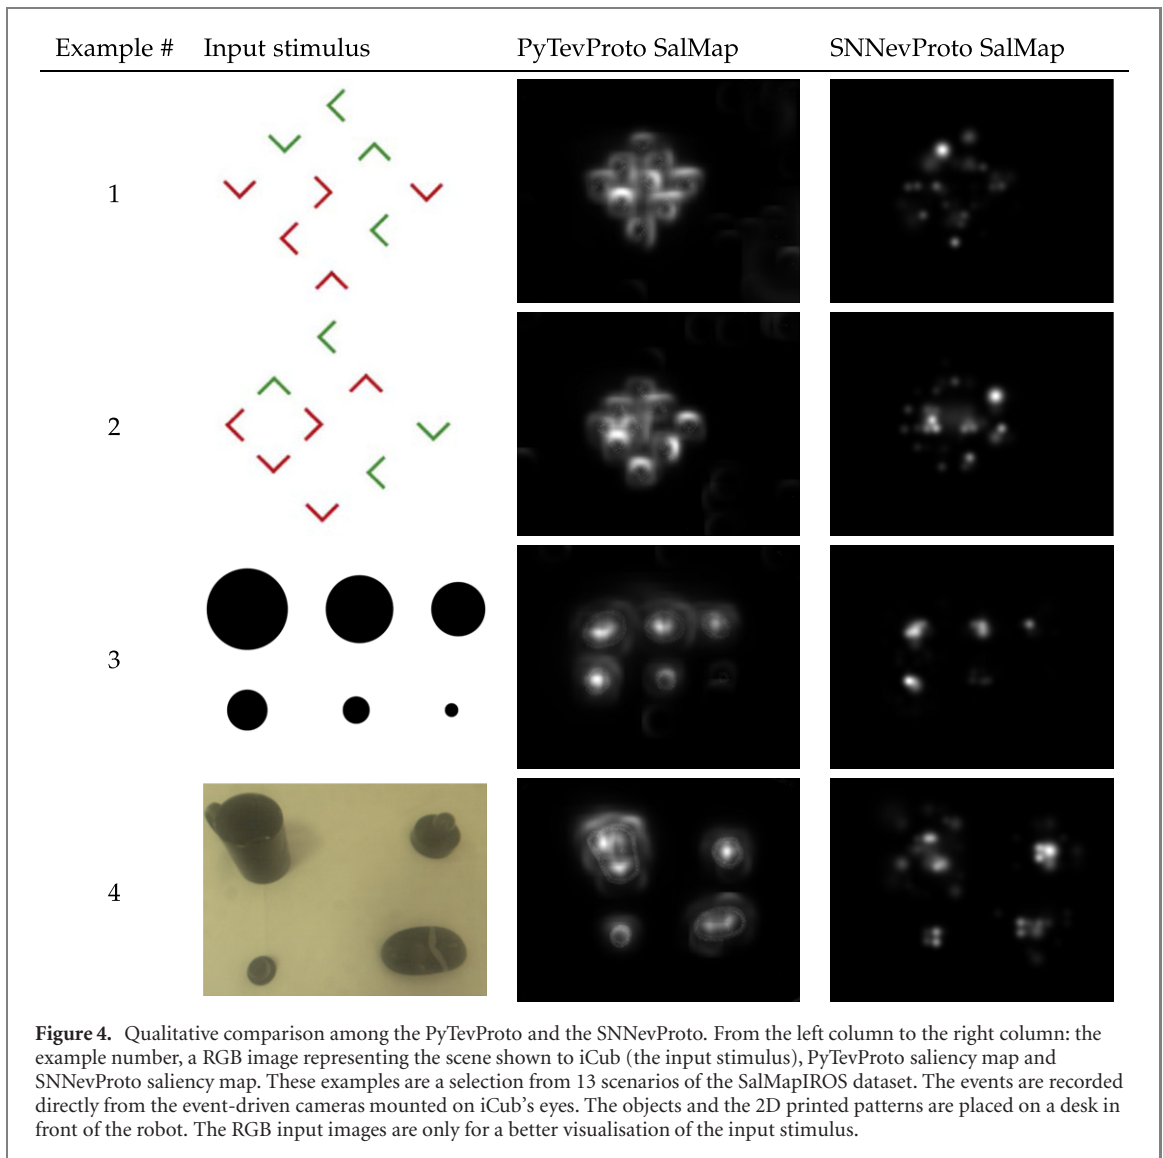 Example # Input stimulus PyTevProto SalMap SNNevProto SalMap
1
2
3
4
Figure 4. Qualitative comparison among the PyTevProto and the SNNevProto. From the left column to the right column: the
example number, a RGB image representing the scene shown to iCub (the input stimulus), PyTevProto saliency map and
SNNevProto saliency map. These examples are a selection from 13 scenarios of the SalMapIROS dataset. The events are recorded
directly from the event-driven cameras mounted on iCub's eyes. The objects and the 2D printed patterns are placed on a desk in
front of the robot. The RGB input images are only for a better visualisation of the input stimulus.